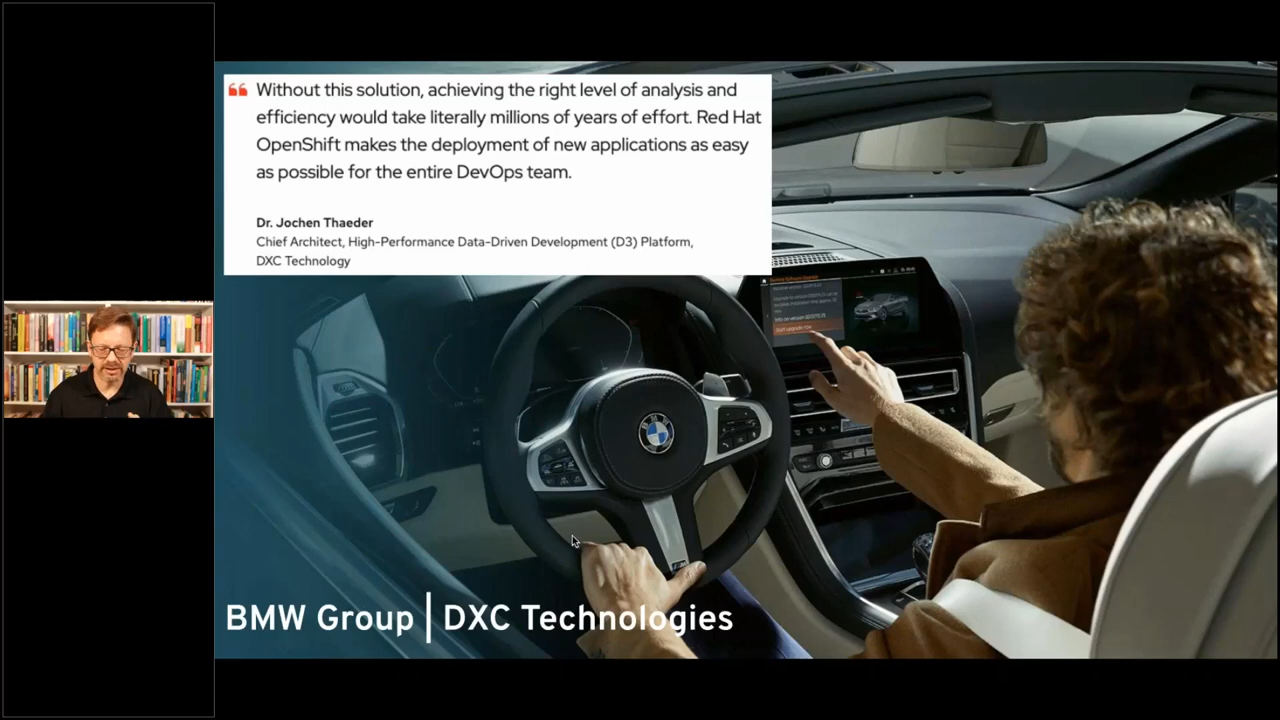 Without this solution, achieving the right level of analysis and
efficiency would take literally millions of years of effort. Red Hat
OpenShift makes the deployment of new applications as easy
as possible for the entire DevOps team.
Dr. Jochen Thaeder
Chief Architect, High-Performance Data-Driven Development (D3) Platform,
DXC Technology
BMW
BMW Group | DXC Technologies